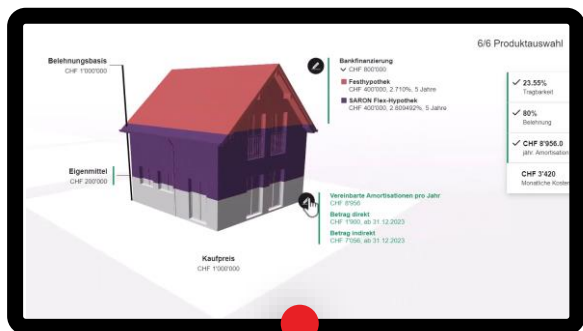 6/6 Produktauswahl
Belehnungsbasis
CHF 1'000'000
Bankfinanzierung
CHF 800'000
Festhypothek
CHF 400'000, 2.710%, 5 Jahre
SARON Flex-Hypothek
CHF 400'000, 2.609492%, 5 Jahre
23.55%
Tragbarkeit
80%
Belehnung
CHF 8'956.0
jähr. Amortisation
CHF 3'420
Monatliche Kosten
Eigenmittel
CHF 200'000
Vereinbarte Amortisationen pro Jahr
CHF 8'956
Betrag direkt
CHF 1'900, ab 31.12.2023
Betrag indirekt
CHF 7'056, ab 31.12.2023
Kaufpreis
CHF 1'000'000